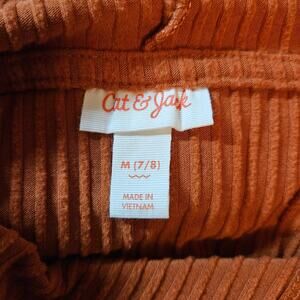 Cat & Jack
M (7/8)
MADE IN
VIETNAM